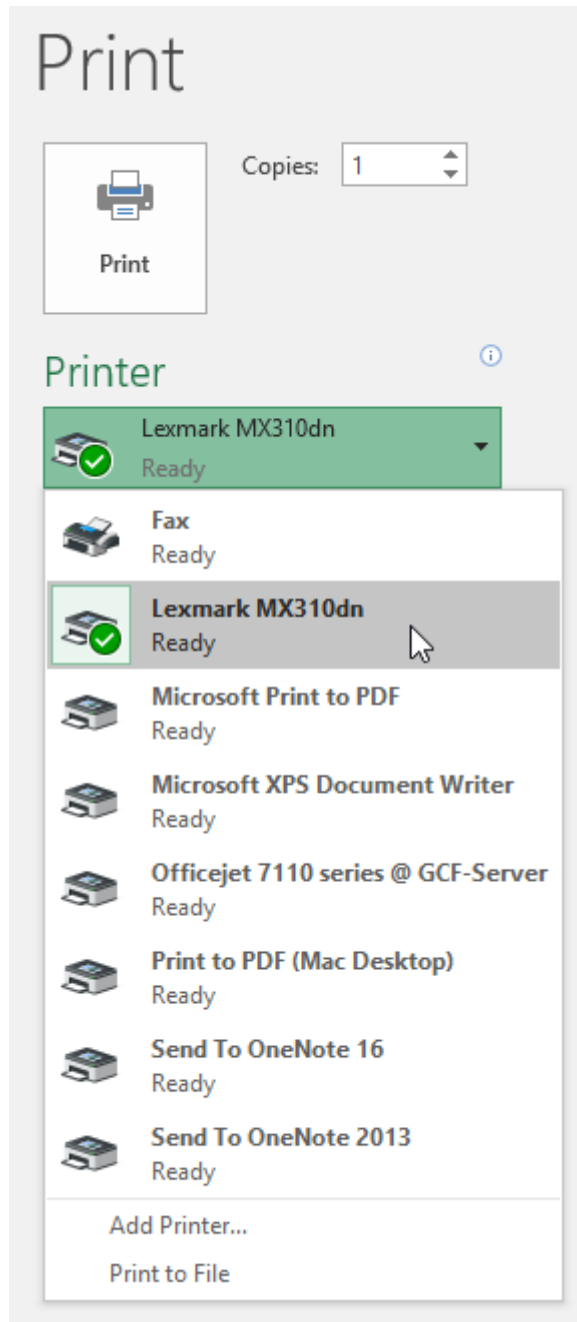 Print
Copies: 1
Print
Printer
Lexmark MX310dn
Ready
Fax
Ready
Lexmark MX310dn
Ready
Microsoft Print to PDF
Ready
Microsoft XPS Document Writer
Ready
Officejet 7110 series @ GCF-Server
Ready
Print to PDF (Mac Desktop)
Ready
Send To OneNote 16
Ready
Send To OneNote 2013
Ready
Add Printer...
Print to File